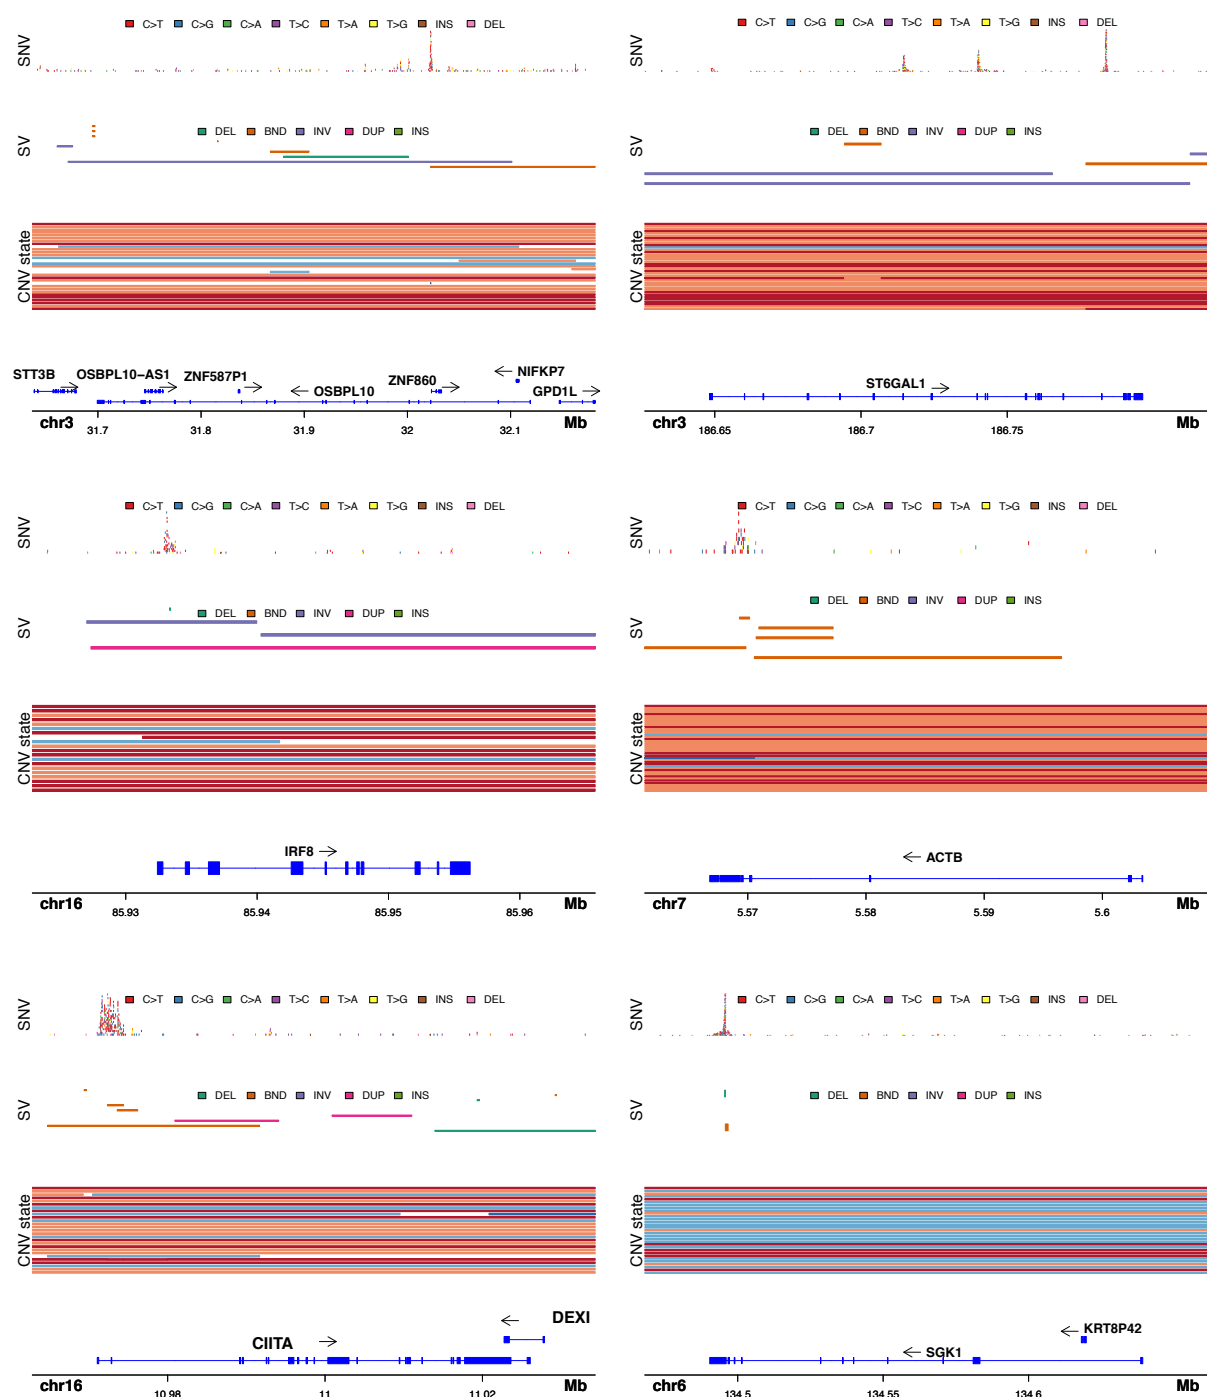 SNV
C>T C>G C>A T>C T>A T>G INS DEL
SV
DEL BND INV DUP INS
CNV state
STT3B OSBPL10−AS1 ZNF587P1 OSBPL10 ZNF860 NIFKP7 GPD1L
chr3 Mb
31.7 31.8 31.9 32 32.1
SNV
C>T C>G C>A T>C T>A T>G INS DEL
SV
DEL BND INV DUP INS
CNV state
ST6GAL1
chr3 Mb
186.65 186.7 186.75
SNV
C>T C>G C>A T>C T>A T>G INS DEL
SV
DEL BND INV DUP INS
CNV state
IRF8
chr16 Mb
85.93 85.94 85.95 85.96
SNV
C>T C>G C>A T>C T>A T>G INS DEL
SV
DEL BND INV DUP INS
CNV state
ACTB
chr7 Mb
5.57 5.58 5.59 5.6
SNV
C>T C>G C>A T>C T>A T>G INS DEL
SV
DEL BND INV DUP INS
CNV state
CIITA DEXI
chr16 Mb
10.98 11 11.02
SNV
C>T C>G C>A T>C T>A T>G INS DEL
SV
DEL BND INV DUP INS
CNV state
KRT8P42
SGK1
chr6 Mb
134.5 134.55 134.6